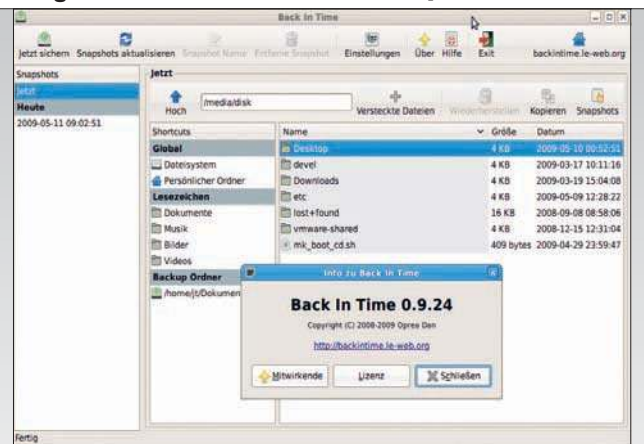 Back In Time
Jetzt sichern Snapshots aktualisieren Snapshot Name Entferne Snapshot Einstellungen Über Hilfe Exit backintime.le-web.org
Snapshots
Jetzt
Heute
2009-05-11 09:02:51
Jetzt
Hoch /media/disk Versteckte Dateien Wiederherstellen Kopieren Snapshots
Shortcuts
Global
Dateisystem
Persönlicher Ordner
Lesezeichen
Dokumente
Musik
Bilder
Videos
Backup Ordner
/home/jt/Dokumen
Name Größe Datum
Desktop 4 KB 2009-05-10 00:52:51
devel 4 KB 2009-03-17 10:11:16
Downloads 4 KB 2009-03-19 15:04:08
etc 4 KB 2009-05-09 12:28:22
lost+found 16 KB 2008-09-08 08:58:06
vmware-shared 4 KB 2008-12-15 12:31:04
mk_boot_cd.sh 409 bytes 2009-04-29 23:59:47
Info zu Back In Time
Back In Time 0.9.24
Copyright (C) 2008-2009 Oprea Dan
http://backintime.le-web.org
Mitwirkende Lizenz Schließen
Fertig